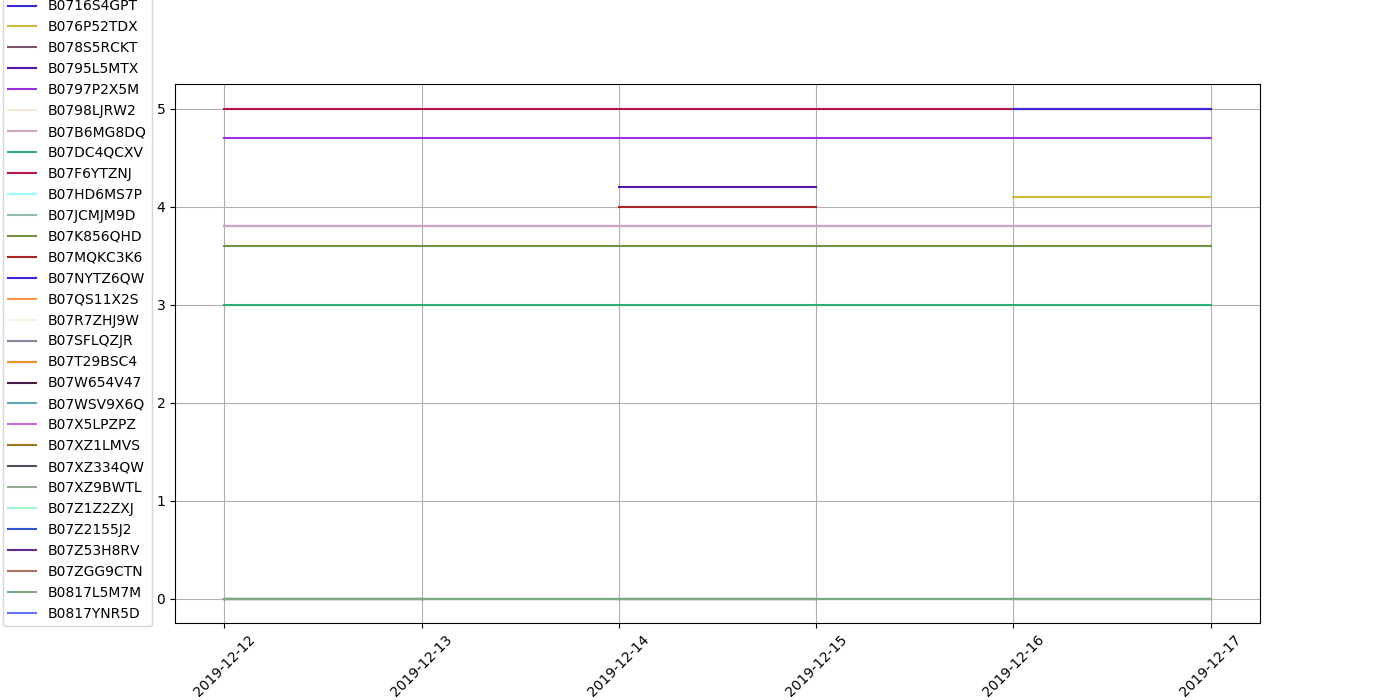 B0716S4GPT
B076P52TDX
B078S5RCKT
B0795L5MTX
B0797P2X5M
B0798LJRW2
B07B6MG8DQ
B07DC4QCXV
B07F6YTZNJ
B07HD6MS7P
B07JCMJM9D
B07K856QHD
B07MQKC3K6
B07NYTZ6QW
B07QS11X2S
B07R7ZHJ9W
B07SFLQZJR
B07T29BSC4
B07W654V47
B07WSV9X6Q
B07X5LPZPZ
B07XZ1LMVS
B07XZ334QW
B07XZ9BWTL
B07Z1Z2ZXJ
B07Z2155J2
B07Z53H8RV
B07ZGG9CTN
B0817L5M7M
B0817YNR5D
5
4
3
2
1
0
2019-12-12
2019-12-13
2019-12-14
2019-12-15
2019-12-16
2019-12-17